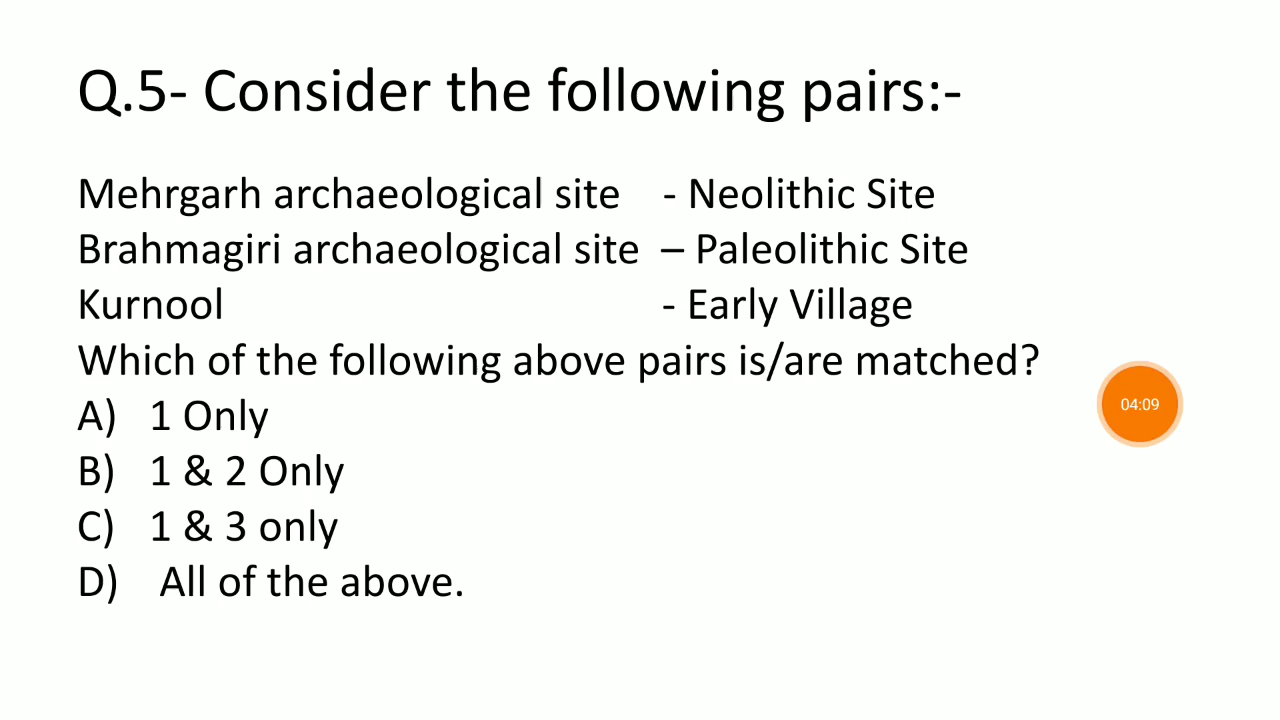 Q.5- Consider the following pairs:-
Mehrgarh archaeological site - Neolithic Site
Brahmagiri archaeological site – Paleolithic Site
Kurnool - Early Village
Which of the following above pairs is/are matched?
A) 1 Only
B) 1 & 2 Only
C) 1 & 3 only
D) All of the above.
04:09